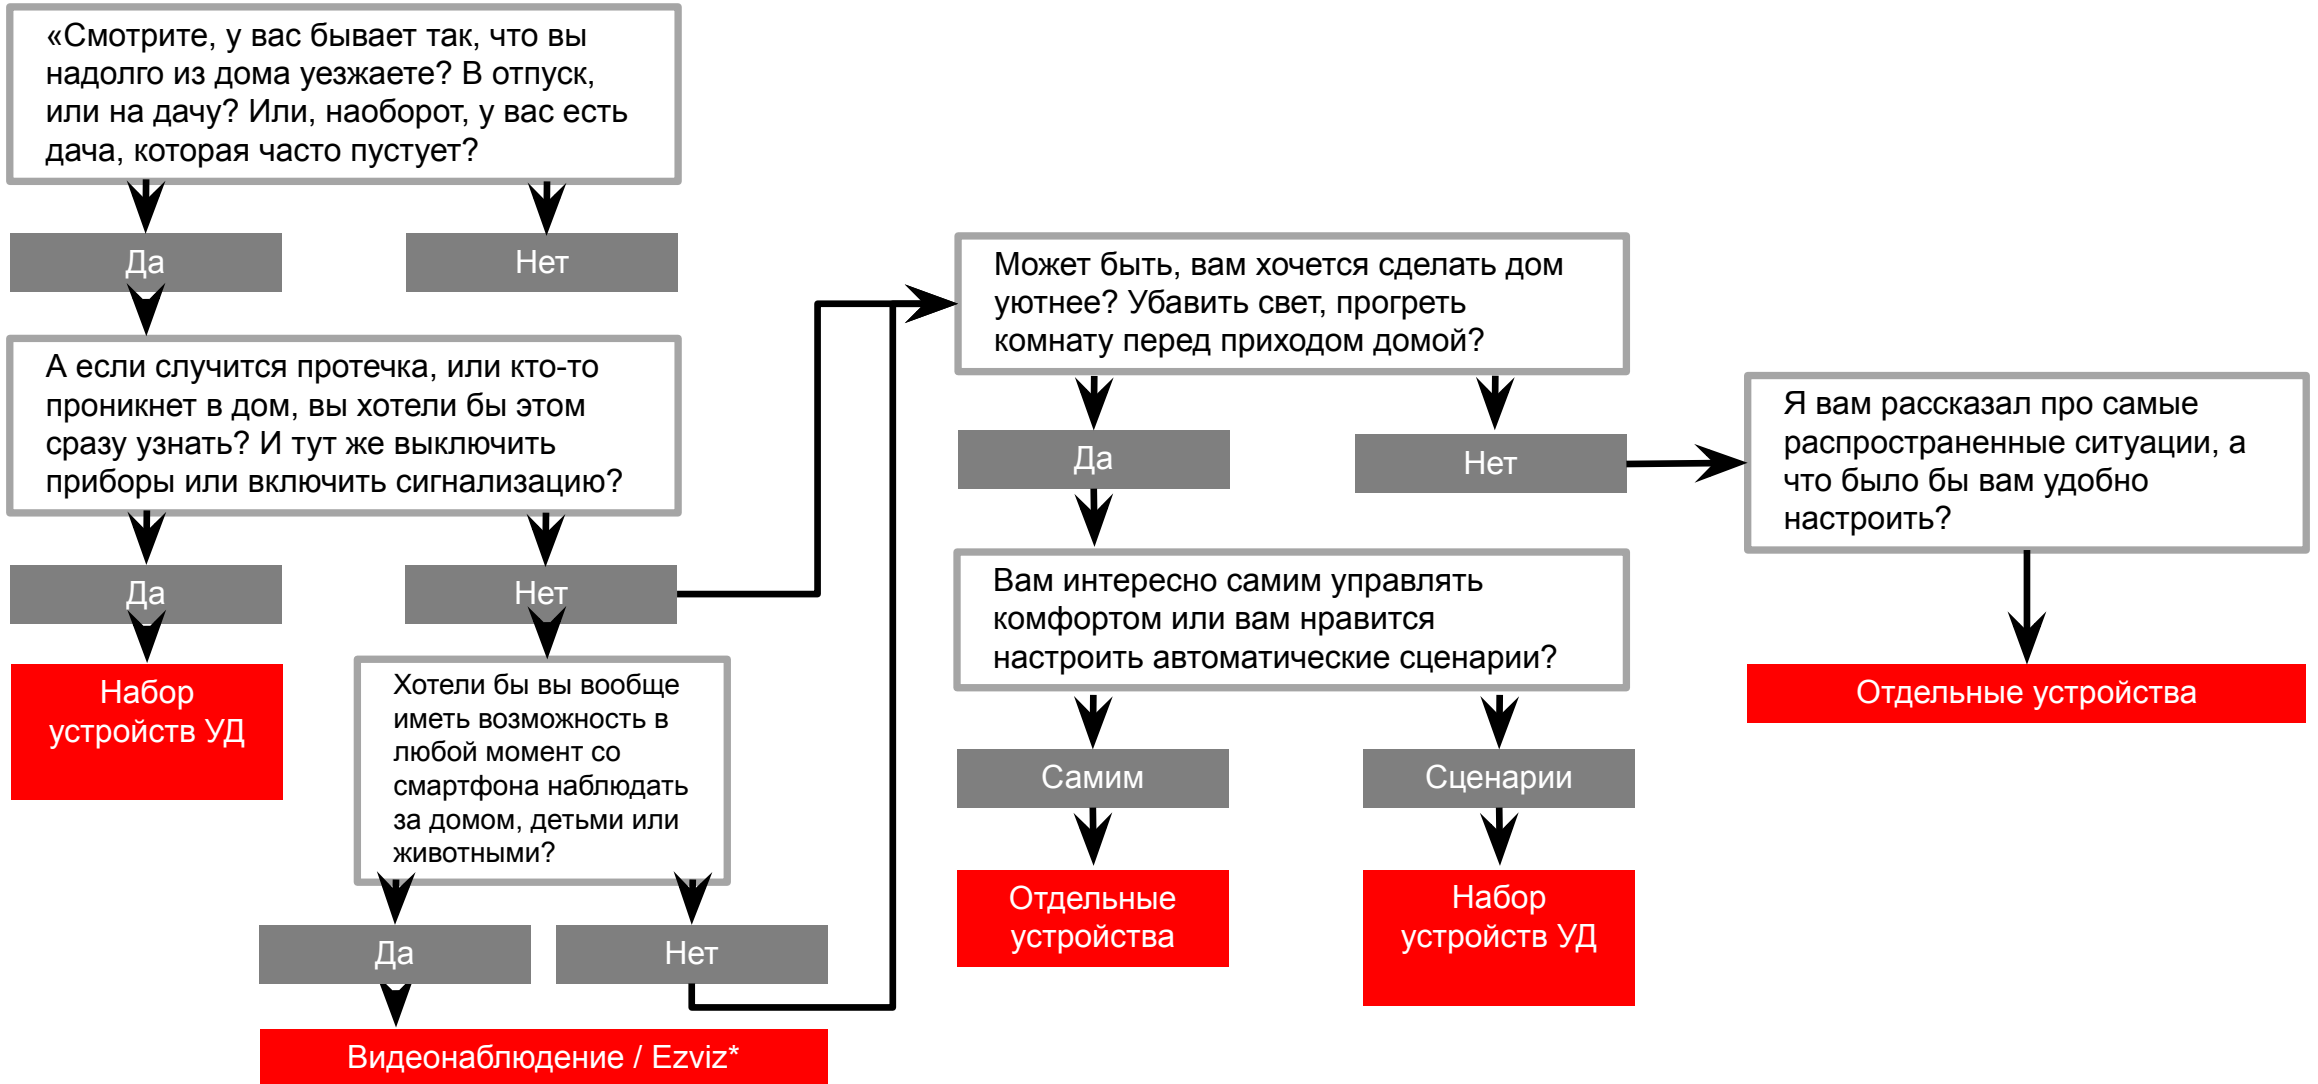 «Смотрите, у вас бывает так, что вы
надолго из дома уезжаете? В отпуск,
или на дачу? Или, наоборот, у вас есть
дача, которая часто пустует?
Да
Нет
А если случится протечка, или кто-то
проникнет в дом, вы хотели бы этом
сразу узнать? И тут же выключить
приборы или включить сигнализацию?
Да
Нет
Набор
устройств УД
Хотели бы вы вообще
иметь возможность в
любой момент со
смартфона наблюдать
за домом, детьми или
животными?
Да
Нет
Видеонаблюдение / Ezviz*
Может быть, вам хочется сделать дом
уютнее? Убавить свет, прогреть
комнату перед приходом домой?
Да
Нет
Вам интересно самим управлять
комфортом или вам нравится
настроить автоматические сценарии?
Самим
Сценарии
Отдельные
устройства
Набор
устройств УД
Я вам рассказал про самые
распространенные ситуации, а
что было бы вам удобно
настроить?
Отдельные устройства